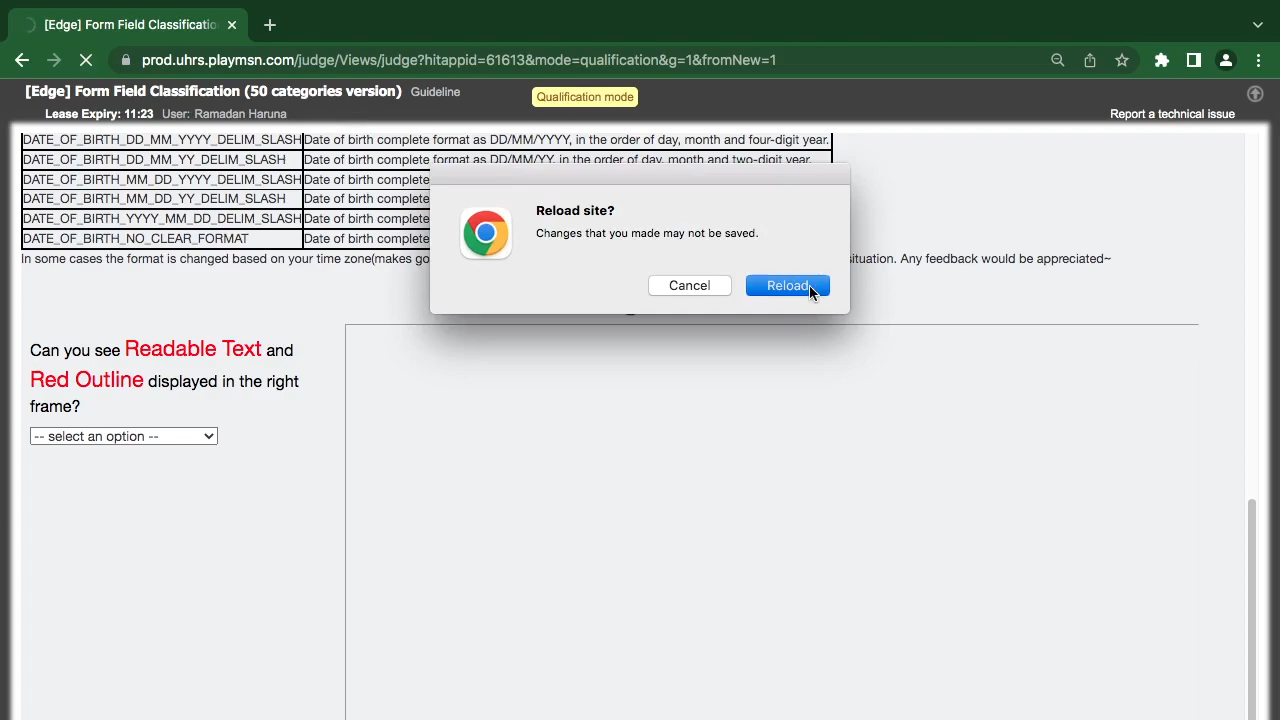 [Edge] Form Field Classificatio
prod.uhrs.playmsn.com/judge/Views/judge?hitappid=61613&mode=qualification&g=1&fromNew=1
[Edge] Form Field Classification (50 categories version) Guideline
Qualification mode
Lease Expiry: 11:23 User: Ramadan Haruna
Report a technical issue
DATE_OF_BIRTH_DD_MM_YYYY_DELIM_SLASH Date of birth complete format as DD/MM/YYYY, in the order of day, month and four-digit year.
DATE_OF_BIRTH_DD_MM_YY_DELIM_SLASH Date of birth complete format as DD/MM/YY, in the order of day, month and two-digit year.
DATE_OF_BIRTH_MM_DD_YYYY_DELIM_SLASH Date of birth complete
DATE_OF_BIRTH_MM_DD_YY_DELIM_SLASH Date of birth complete
DATE_OF_BIRTH_YYYY_MM_DD_DELIM_SLASH Date of birth complete
DATE_OF_BIRTH_NO_CLEAR_FORMAT Date of birth complete
In some cases the format is changed based on your time zone(makes go
ituation. Any feedback would be appreciated~
Reload site?
Changes that you made may not be saved.
Cancel
Reload
Can you see Readable Text and
Red Outline displayed in the right
frame?
-- select an option --